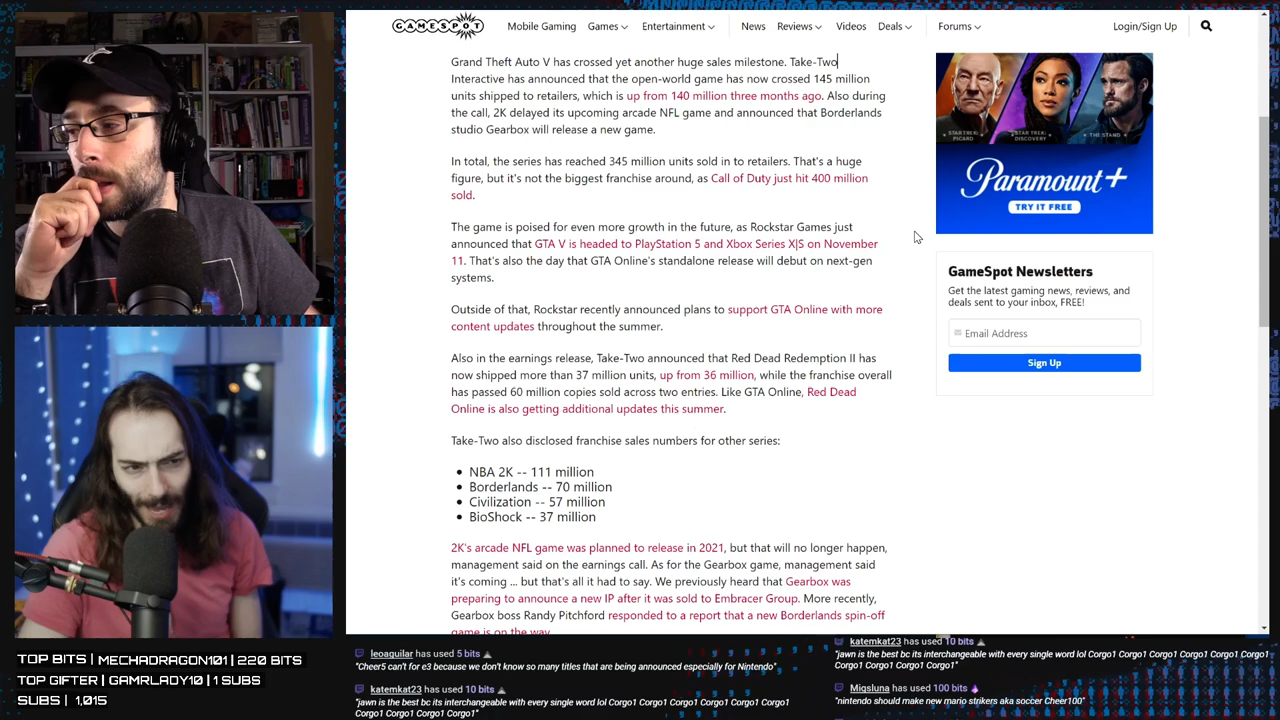 GAMESPOT
Mobile Gaming Games Entertainment News Reviews Videos Deals Forums Login/Sign Up
Grand Theft Auto V has crossed yet another huge sales milestone. Take-Two
Interactive has announced that the open-world game has now crossed 145 million
units shipped to retailers, which is up from 140 million three months ago. Also during
the call, 2K delayed its upcoming arcade NFL game and announced that Borderlands
studio Gearbox will release a new game.
In total, the series has reached 345 million units sold in to retailers. That's a huge
figure, but it's not the biggest franchise around, as Call of Duty just hit 400 million
sold.
The game is poised for even more growth in the future, as Rockstar Games just
announced that GTA V is headed to PlayStation 5 and Xbox Series X|S on November
11. That's also the day that GTA Online's standalone release will debut on next-gen
systems.
Outside of that, Rockstar recently announced plans to support GTA Online with more
content updates throughout the summer.
Also in the earnings release, Take-Two announced that Red Dead Redemption II has
now shipped more than 37 million units, up from 36 million, while the franchise overall
has passed 60 million copies sold across two entries. Like GTA Online, Red Dead
Online is also getting additional updates this summer.
Take-Two also disclosed franchise sales numbers for other series:
NBA 2K -- 111 million
Borderlands -- 70 million
Civilization -- 57 million
BioShock -- 37 million
2K's arcade NFL game was planned to release in 2021, but that will no longer happen,
management said on the earnings call. As for the Gearbox game, management said
it's coming ... but that's all it had to say. We previously heard that Gearbox was
preparing to announce a new IP after it was sold to Embracer Group. More recently,
Gearbox boss Randy Pitchford responded to a report that a new Borderlands spin-off
game is on the way.
STAR TREK: PICARD STAR TREK: DISCOVERY THE STAND
Paramount+
TRY IT FREE
GameSpot Newsletters
Get the latest gaming news, reviews, and
deals sent to your inbox, FREE!
Email Address
Sign Up
TOP BITS | MECHADRAGON101 | 220 BITS
TOP GIFTER | GAMRLADY10 | 1 SUBS
SUBS | 1,015
leoaguilar has used 5 bits
"Cheer5 can't for e3 because we don't know so many titles that are being announced especially for Nintendo"
katemkat23 has used 10 bits
"jawn is the best bc its interchangeable with every single word lol Corgo1 Corgo1 Corgo1 Corgo1 Corgo1
Corgo1 Corgo1 Corgo1 Corgo1 Corgo1"
katemkat23 has used 10 bits
"jawn is the best bc its interchangeable with every single word lol Corgo1 Corgo1 Corgo1 Corgo1 Corgo1
Corgo1 Corgo1 Corgo1 Corgo1 Corgo1"
Migsluna has used 100 bits
"nintendo should make new mario strikers aka soccer Cheer100"